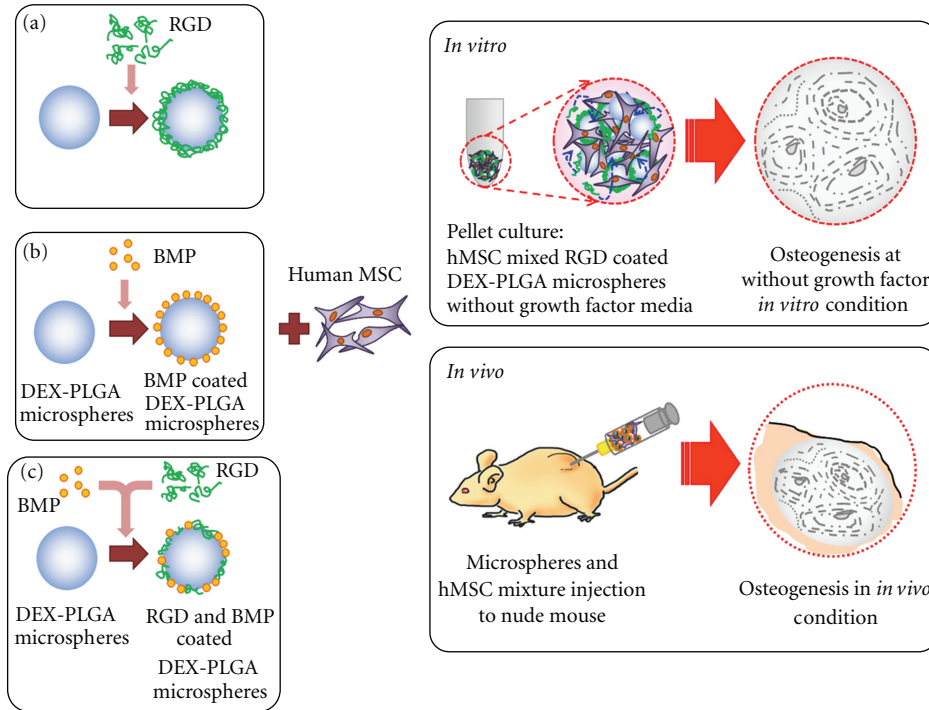 (a)
RGD
(b)
BMP
DEX-PLGA
microspheres
BMP coated
DEX-PLGA
microspheres
(c)
BMP
RGD
DEX-PLGA
microspheres
RGD and BMP
coated
DEX-PLGA
microspheres
Human MSC
In vitro
Pellet culture:
hMSC mixed RGD coated
DEX-PLGA microspheres
without growth factor media
Osteogenesis at
without growth factor
in vitro condition
In vivo
Microspheres and
hMSC mixture injection
to nude mouse
Osteogenesis in in vivo
condition